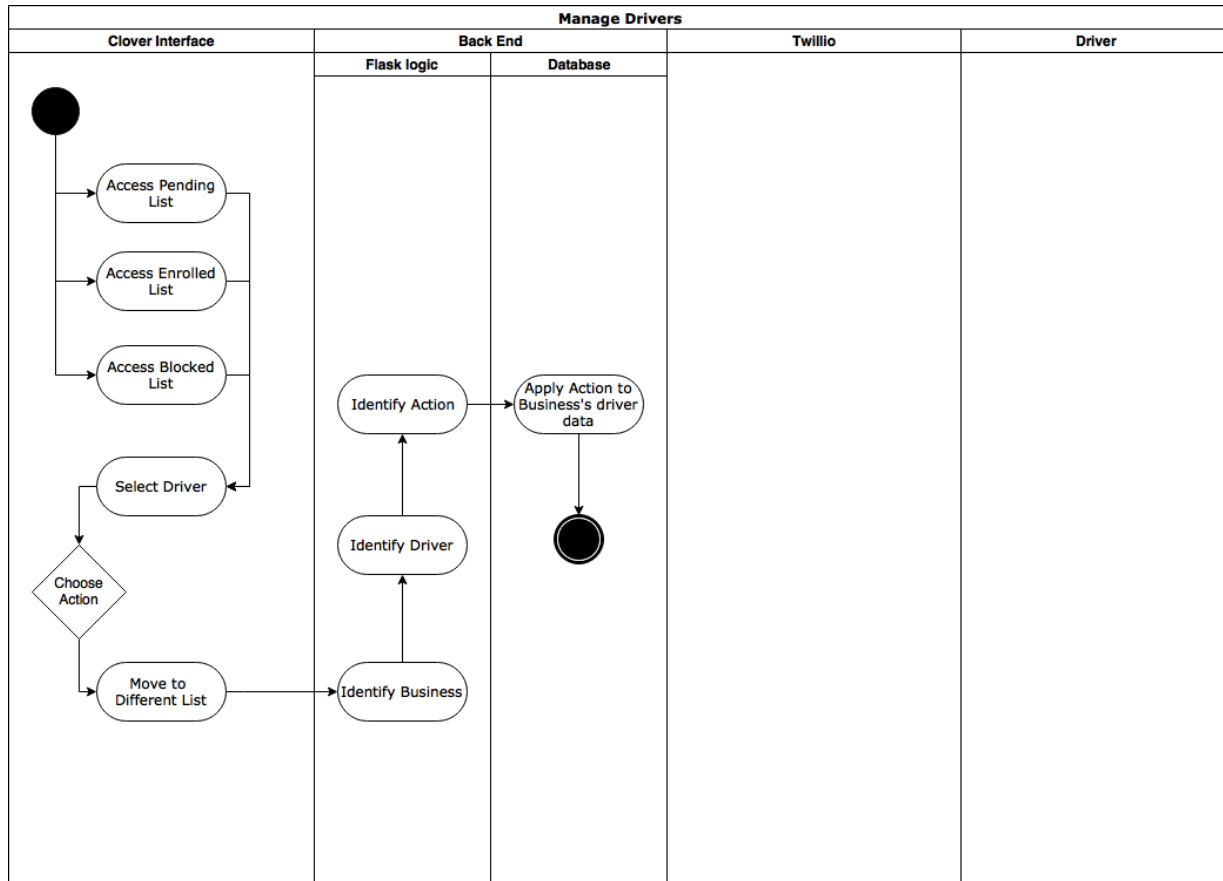 Manage Drivers
Clover Interface
Back End
Twillio
Driver
Flask logic
Database
Access Pending
List
Access Enrolled
List
Access Blocked
List
Select Driver
Choose
Action
Move to
Different List
Identify Business
Identify Driver
Identify Action
Apply Action to
Business's driver
data